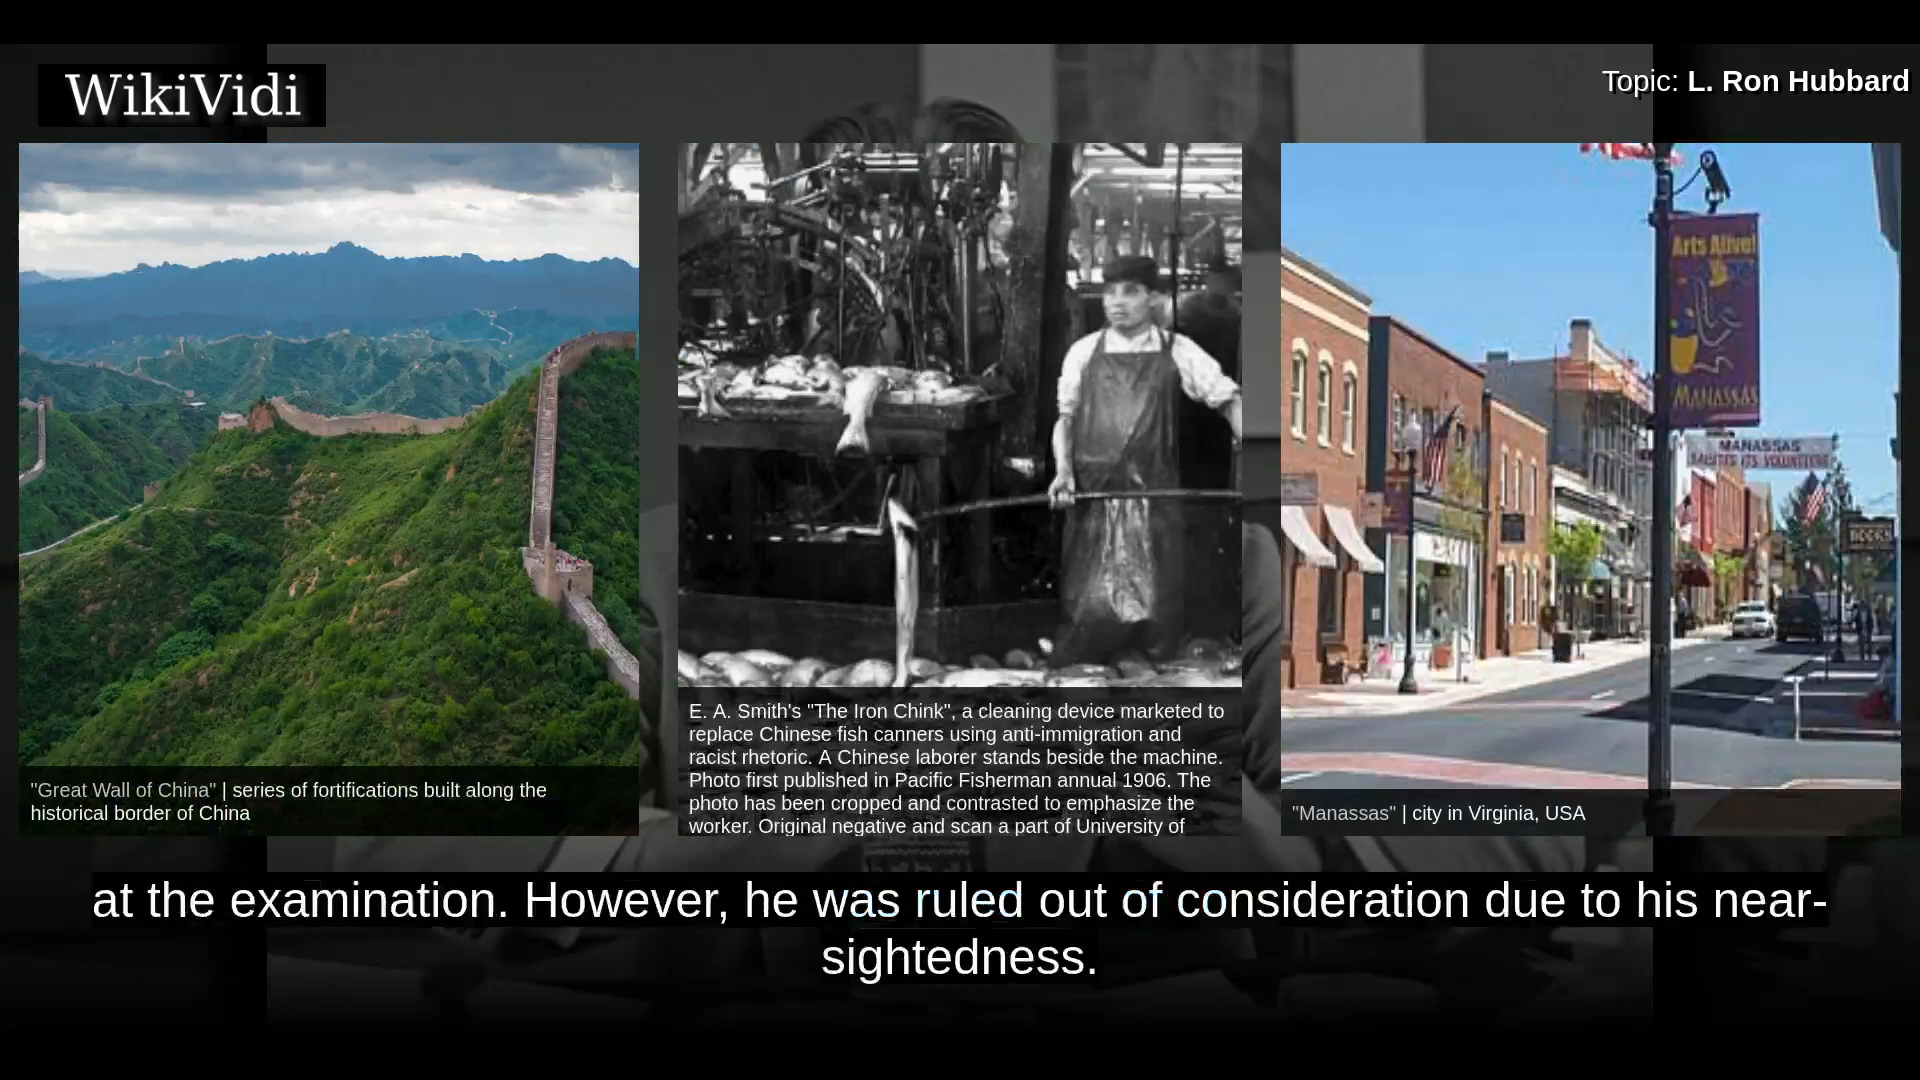 WikiVidi
Topic: L. Ron Hubbard
"Great Wall of China" | series of fortifications built along the
historical border of China
E. A. Smith's "The Iron Chink", a cleaning device marketed to
replace Chinese fish canners using anti-immigration and
racist rhetoric. A Chinese laborer stands beside the machine.
Photo first published in Pacific Fisherman annual 1906. The
photo has been cropped and contrasted to emphasize the
worker. Original negative and scan a part of University of
Arts Alive!
MANASSAS
MANASSAS
SALUTES ITS VOLUNTEERS
BOOKS
"Manassas" | city in Virginia, USA
at the examination. However, he was ruled out of consideration due to his near-
sightedness.